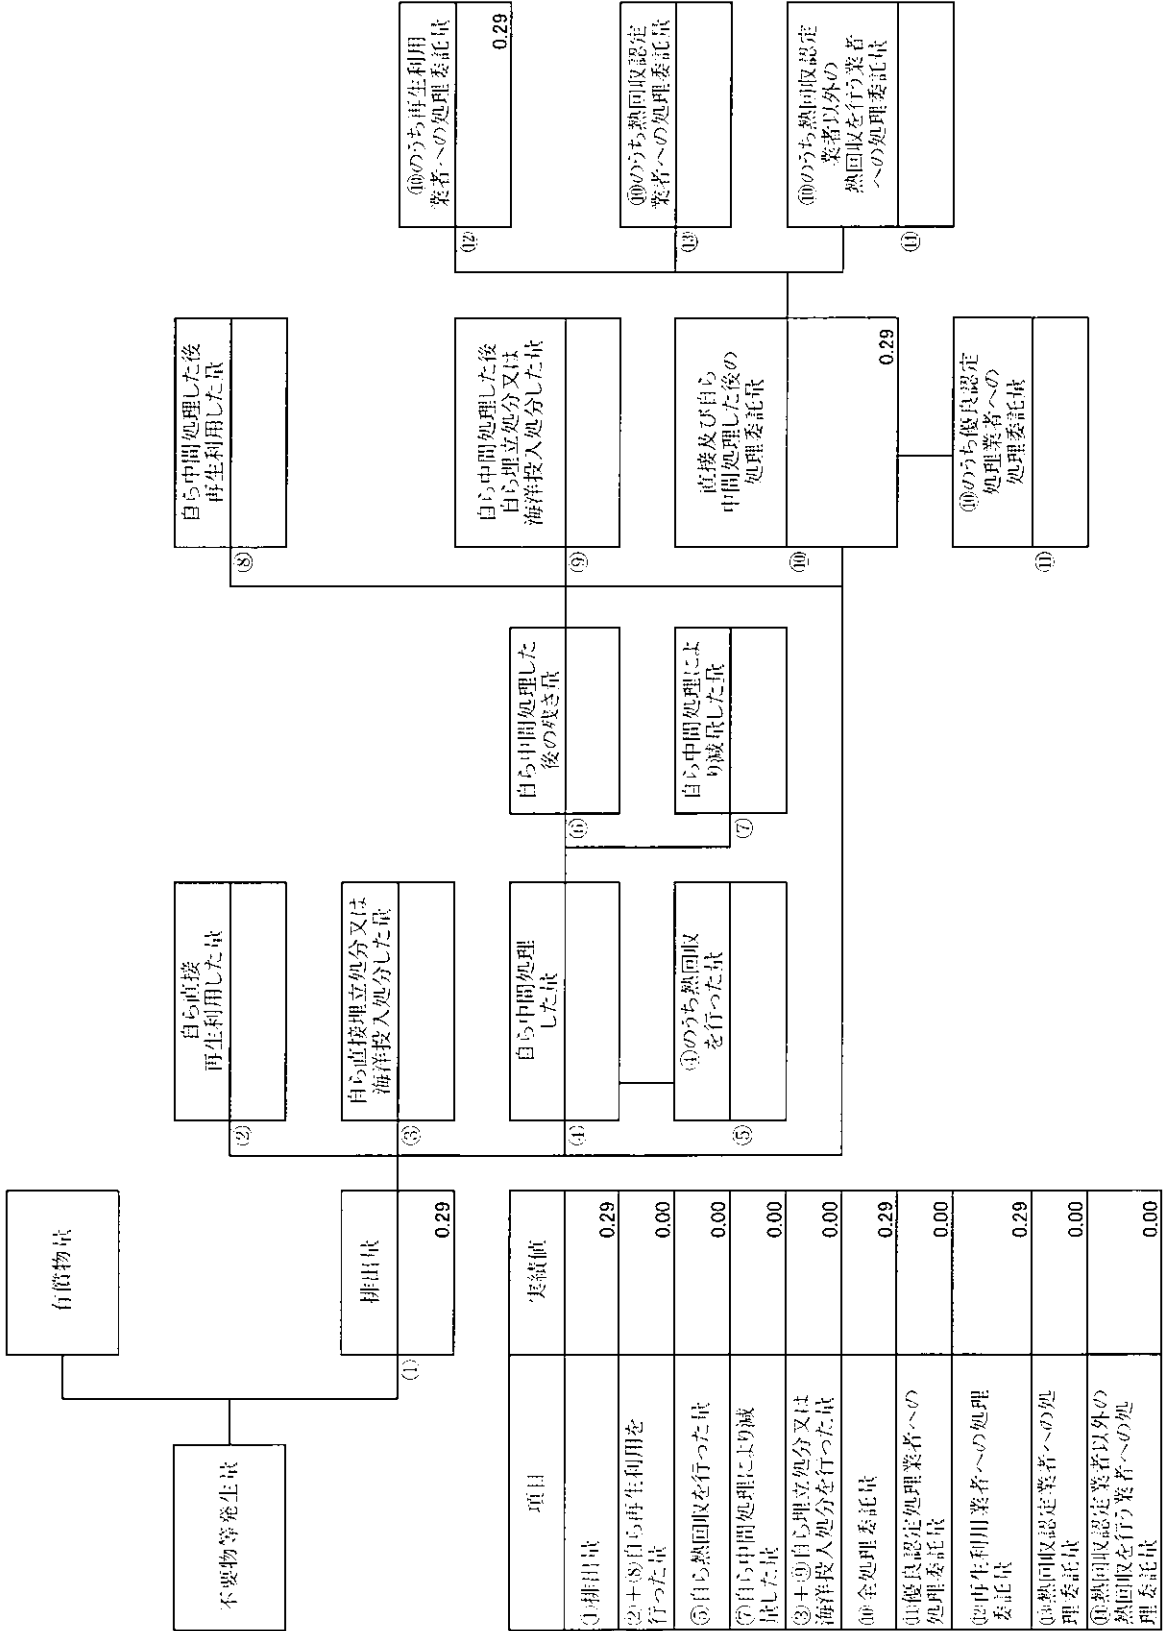 不要物等発生量
有償物量
①
排出量
0.29
②
自ら直接
再生利用した量
③
自ら直接埋立処分又は
海洋投入処分した量
④
自ら中間処理
した量
⑤
④のうち熱回収
を行った量
⑥
自ら中間処理した
後の残さ量
⑦
自ら中間処理によ
り減量した量
⑧
自ら中間処理した後
再生利用した量
⑨
自ら中間処理した後
自ら埋立処分又は
海洋投入処分した量
⑩
直接及び自ら
中間処理した後の
処理委託量
0.29
⑪
⑩のうち優良認定
処理業者への
処理委託量
⑫
⑩のうち再生利用
業者への処理委託量
0.29
⑬
⑩のうち熱回収認定
業者への処理委託量
⑭
⑩のうち熱回収認定
業者以外の
熱回収を行う業者
への処理委託量
項目 実績値
①排出量 0.29
②+⑧自ら再生利用を
行った量 0.00
⑤自ら熱回収を行った量 0.00
⑦自ら中間処理により減
量した量 0.00
③+⑨自ら埋立処分又は
海洋投入処分を行った量 0.00
⑩全処理委託量 0.29
⑪優良認定処理業者への
処理委託量 0.00
⑫再生利用業者への処理
委託量 0.29
⑬熱回収認定業者への処
理委託量 0.00
⑭熱回収認定業者以外の
熱回収を行う業者への処
理委託量 0.00